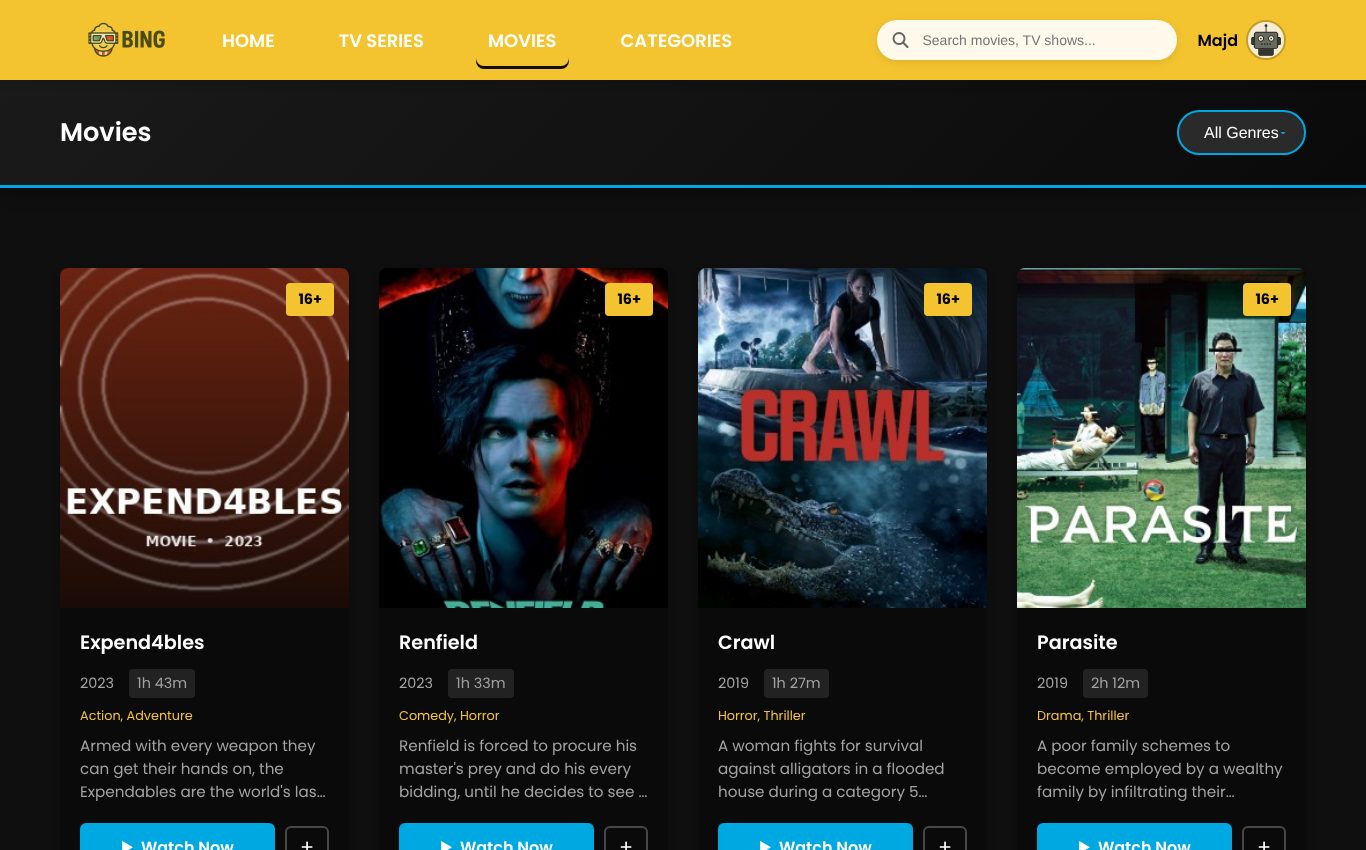 BING
HOME
TV SERIES
MOVIES
CATEGORIES
Search movies, TV shows...
Majd
Movies
All Genres
16+
EXPEND4BLES
MOVIE • 2023
16+
RENFIELD
16+
CRAWL
16+
PARASITE
Expend4bles
2023 1h 43m
Action, Adventure
Armed with every weapon they
can get their hands on, the
Expendables are the world's las...
Watch Now
+
Renfield
2023 1h 33m
Comedy, Horror
Renfield is forced to procure his
master's prey and do his every
bidding, until he decides to see ...
Watch Now
+
Crawl
2019 1h 27m
Horror, Thriller
A woman fights for survival
against alligators in a flooded
house during a category 5...
Watch Now
+
Parasite
2019 2h 12m
Drama, Thriller
A poor family schemes to
become employed by a wealthy
family by infiltrating their...
Watch Now
+